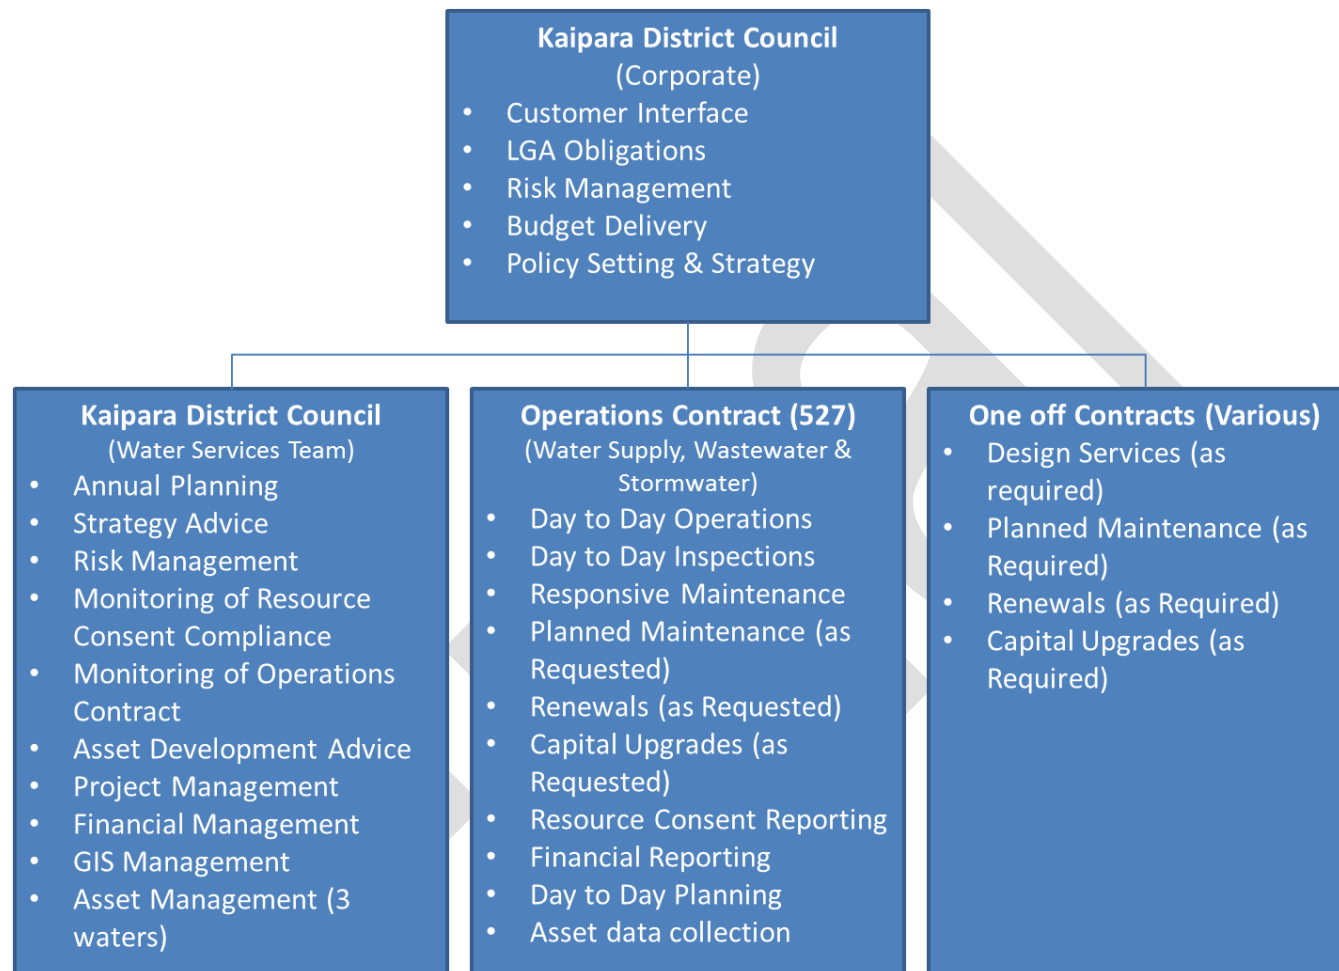 Kaipara District Council
(Corporate)
• Customer Interface
• LGA Obligations
• Risk Management
• Budget Delivery
• Policy Setting & Strategy
Kaipara District Council
(Water Services Team)
• Annual Planning
• Strategy Advice
• Risk Management
• Monitoring of Resource
Consent Compliance
• Monitoring of Operations
Contract
• Asset Development Advice
• Project Management
• Financial Management
• GIS Management
• Asset Management (3
waters)
Operations Contract (527)
(Water Supply, Wastewater &
Stormwater)
• Day to Day Operations
• Day to Day Inspections
• Responsive Maintenance
• Planned Maintenance (as
Requested)
• Renewals (as Requested)
• Capital Upgrades (as
Requested)
• Resource Consent Reporting
• Financial Reporting
• Day to Day Planning
• Asset data collection
One off Contracts (Various)
• Design Services (as
required)
• Planned Maintenance (as
Required)
• Renewals (as Required)
• Capital Upgrades (as
Required)